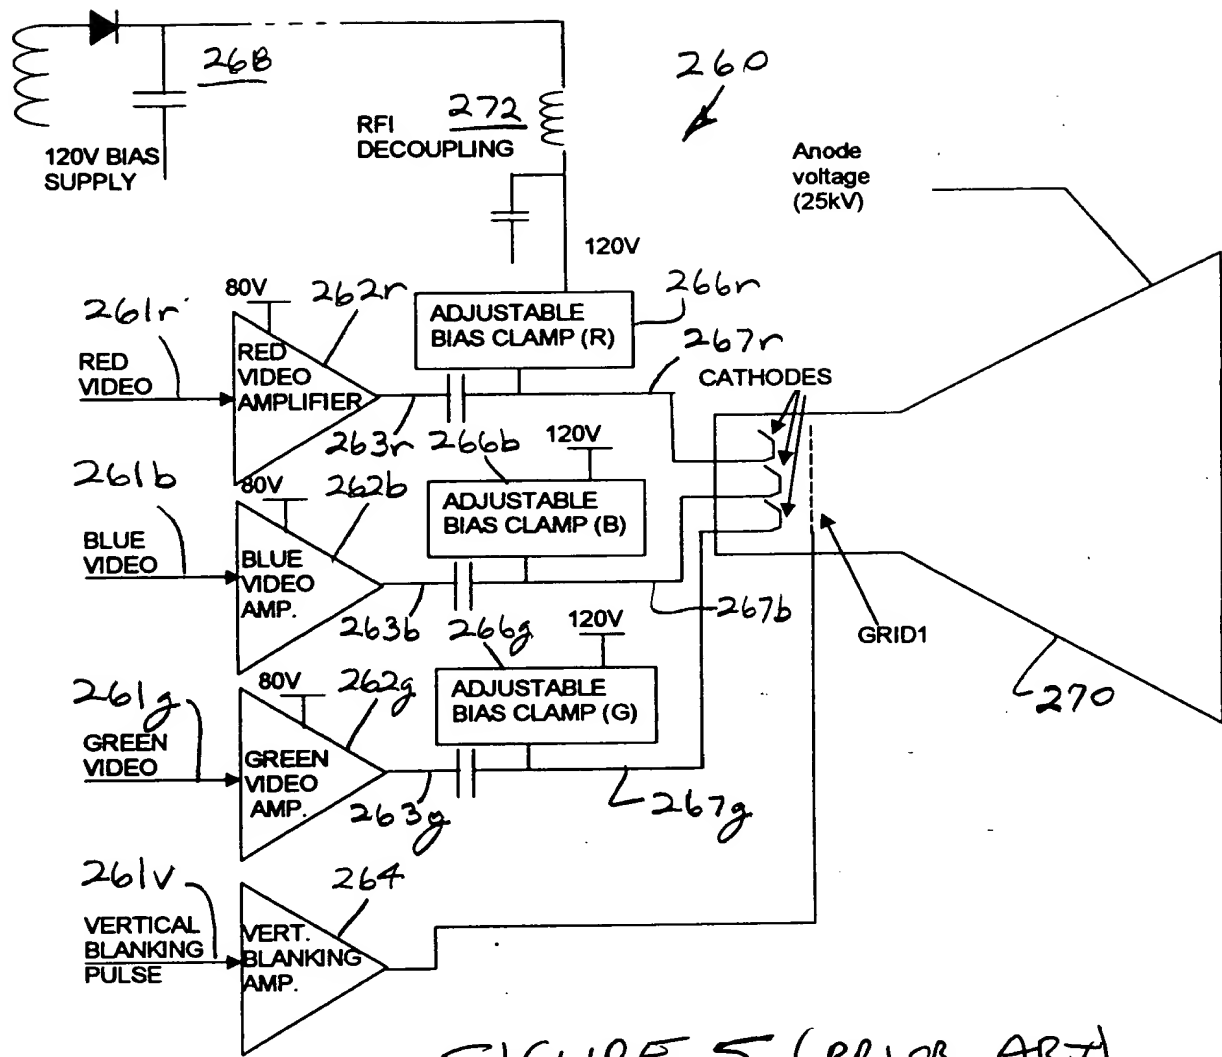 268
260
272
RFI
DECOUPLING
120V BIAS
SUPPLY
Anode
voltage
(25kV)
120V
80V
262r
266r
261r
ADJUSTABLE
BIAS CLAMP (R)
267r
RED
VIDEO
RED
VIDEO
AMPLIFIER
CATHODES
263r
266b
120V
261b
80V
262b
ADJUSTABLE
BIAS CLAMP (B)
BLUE
VIDEO
BLUE
VIDEO
AMP.
263b
266g
120V
267b
GRID1
261g
80V
262g
ADJUSTABLE
BIAS CLAMP (G)
270
GREEN
VIDEO
GREEN
VIDEO
AMP.
263g
267g
261v
264
VERTICAL
BLANKING
PULSE
VERT.
BLANKING
AMP.
FIGURE 5 (PRIOR ART)